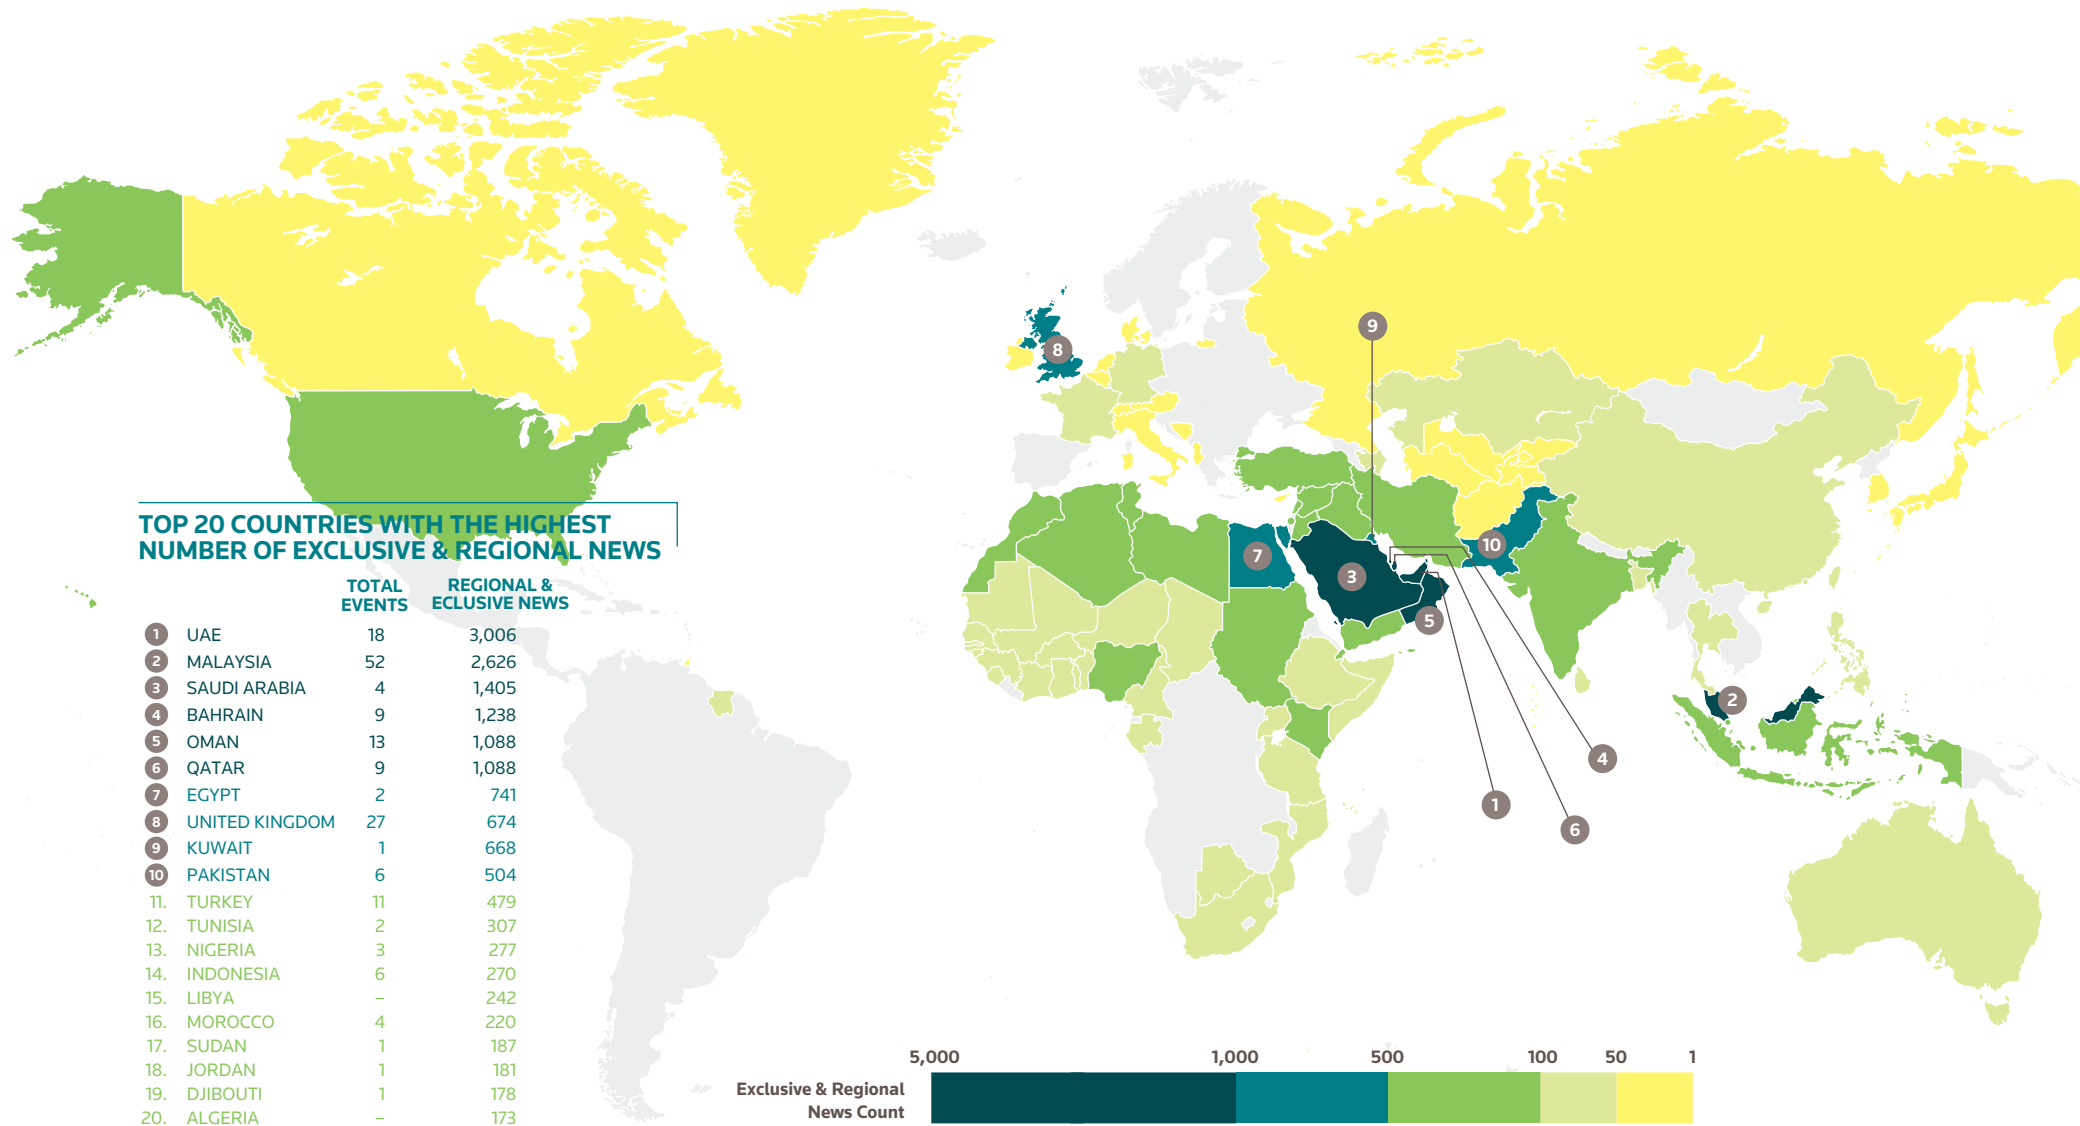 TOP 20 COUNTRIES WITH THE HIGHEST
NUMBER OF EXCLUSIVE & REGIONAL NEWS
TOTAL EVENTS REGIONAL & ECLUSIVE NEWS
1 UAE 18 3,006
2 MALAYSIA 52 2,626
3 SAUDI ARABIA 4 1,405
4 BAHRAIN 9 1,238
5 OMAN 13 1,088
6 QATAR 9 1,088
7 EGYPT 2 741
8 UNITED KINGDOM 27 674
9 KUWAIT 1 668
10 PAKISTAN 6 504
11. TURKEY 11 479
12. TUNISIA 2 307
13. NIGERIA 3 277
14. INDONESIA 6 270
15. LIBYA – 242
16. MOROCCO 4 220
17. SUDAN 1 187
18. JORDAN 1 181
19. DJIBOUTI 1 178
20. ALGERIA – 173
9
8
10
7
3
5
2
4
1
6
5,000 1,000 500 100 50 1
Exclusive & Regional
News Count